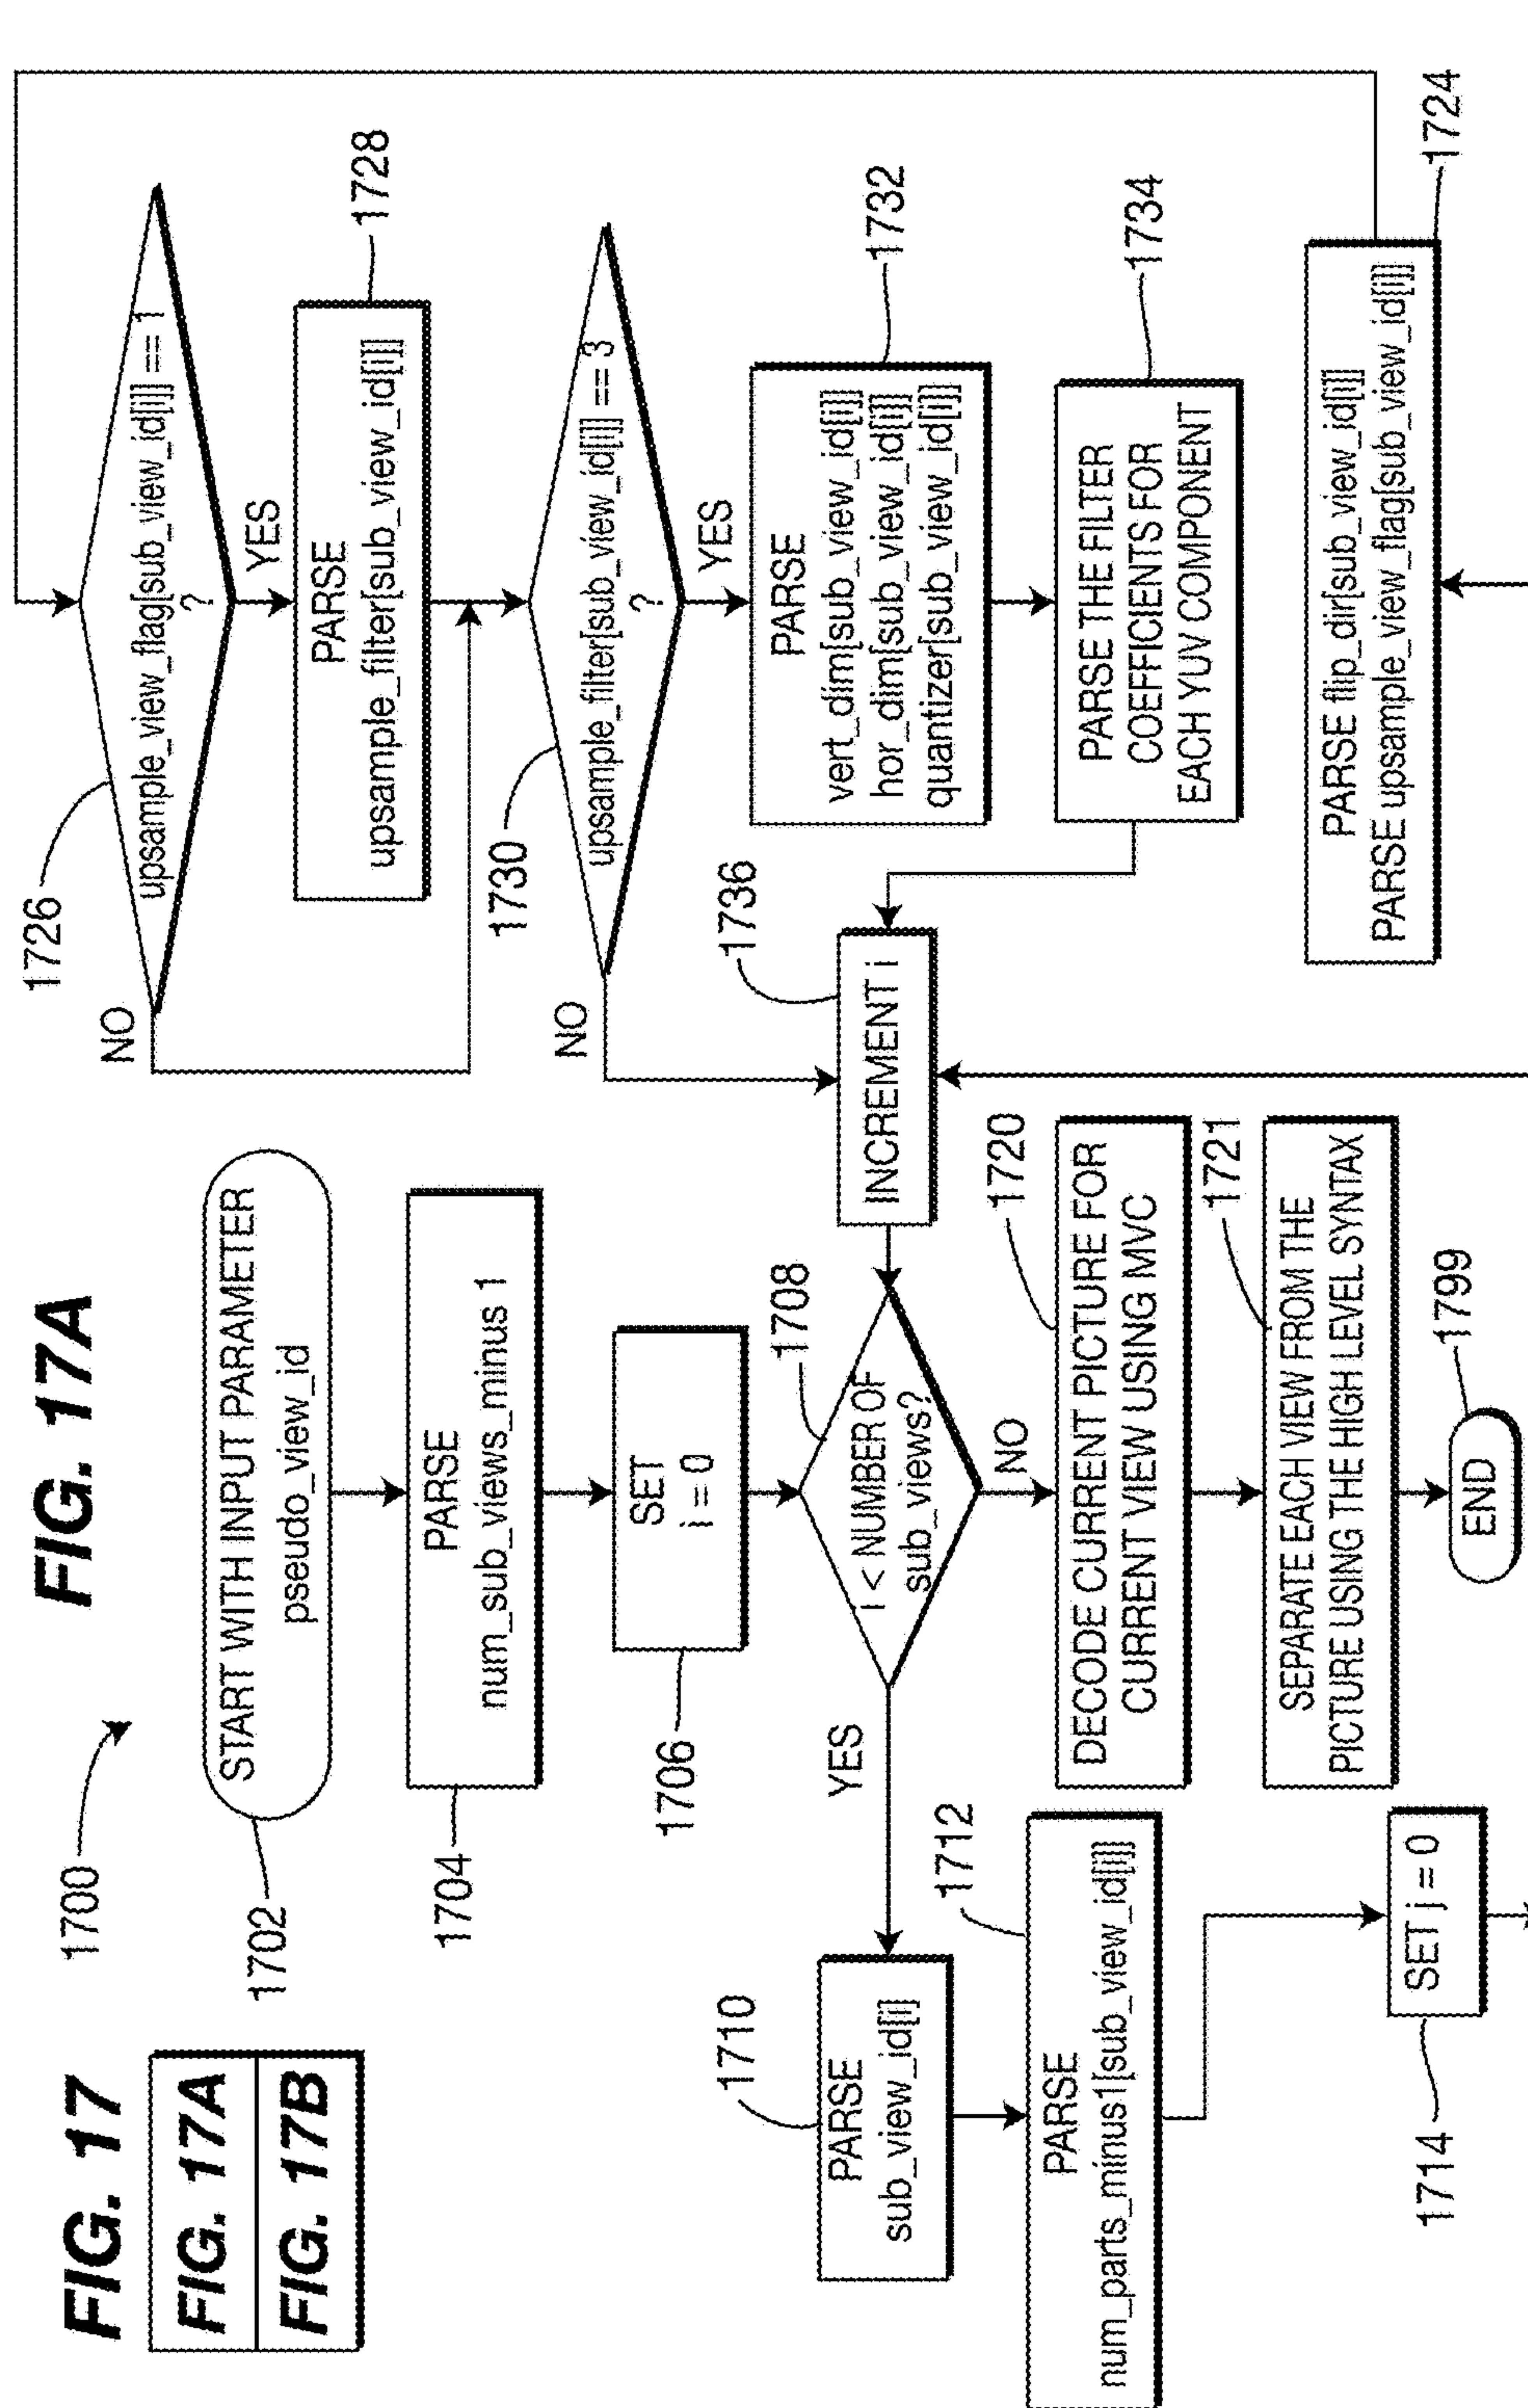 FIG. 17
FIG. 17A
FIG. 17B
FIG. 17A
1700
1702
START WITH INPUT PARAMETER
pseudo_view_id
1704
PARSE
num_sub_views_minus 1
1706
SET
i = 0
1708
i < NUMBER OF
sub_views?
YES
NO
1710
PARSE
sub_view_id[i]
1712
PARSE
num_parts_minus1[sub_view_id[i]]
1714
SET j = 0
1720
DECODE CURRENT PICTURE FOR
CURRENT VIEW USING MVC
1721
SEPARATE EACH VIEW FROM THE
PICTURE USING THE HIGH LEVEL SYNTAX
1799
END
1726
upsample_view_flag[sub_view_id[i]] == 1
?
NO
YES
1728
PARSE
upsample_filter[sub_view_id[i]]
1730
upsample_filter[sub_view_id[i]] == 3
?
NO
YES
1732
PARSE
vert_dim[sub_view_id[i]]
hor_dim[sub_view_id[i]]
quantizer[sub_view_id[i]]
1734
PARSE THE FILTER
COEFFICIENTS FOR
EACH YUV COMPONENT
1736
INCREMENT i
1724
PARSE flip_dir[sub_view_id[i]]
PARSE upsample_view_flag[sub_view_id[i]]